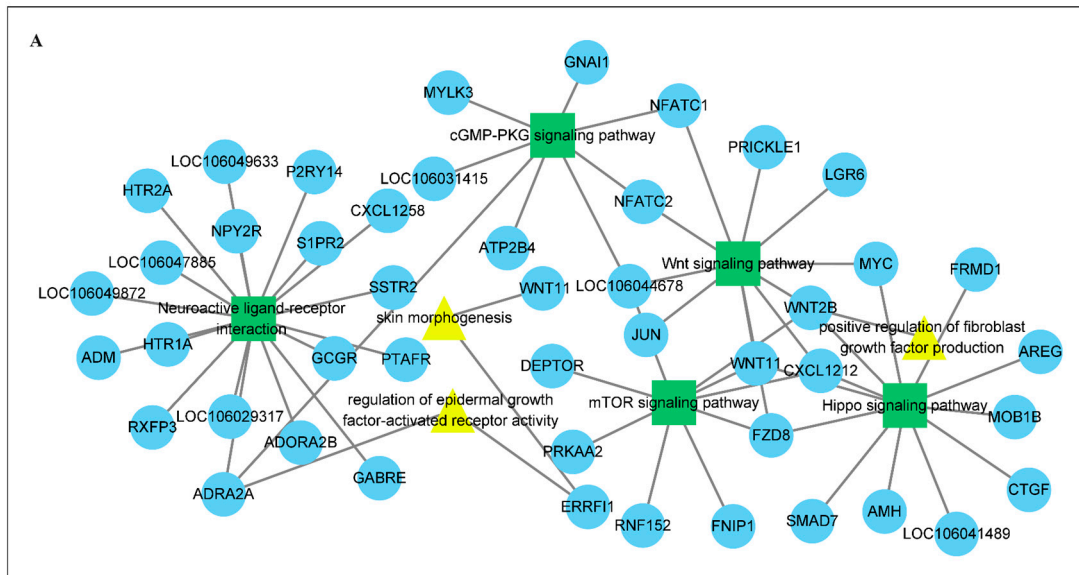 A
GNAI1
MYLK3
NFATC1
cGMP-PKG signaling pathway
PRICKLE1
LOC106049633
P2RY14
LGR6
HTR2A
LOC106031415
CXCL1258
NFATC2
NPY2R
S1PR2
ATP2B4
LOC106047885
Wnt signaling pathway
MYC
FRMD1
LOC106049872
SSTR2
WNT11
LOC106044678
Neuroactive ligand-receptor
interaction
skin morphogenesis
WNT2B
positive regulation of fibroblast
growth factor production
JUN
HTR1A
ADM
GCGR
PTAFR
DEPTOR
WNT11
CXCL1212
AREG
regulation of epidermal growth
factor-activated receptor activity
mTOR signaling pathway
Hippo signaling pathway
MOB1B
RXFP3
LOC106029317
ADORA2B
PRKAA2
FZD8
ADRA2A
GABRE
ERRFI1
CTGF
RNF152
FNIP1
SMAD7
AMH
LOC106041489